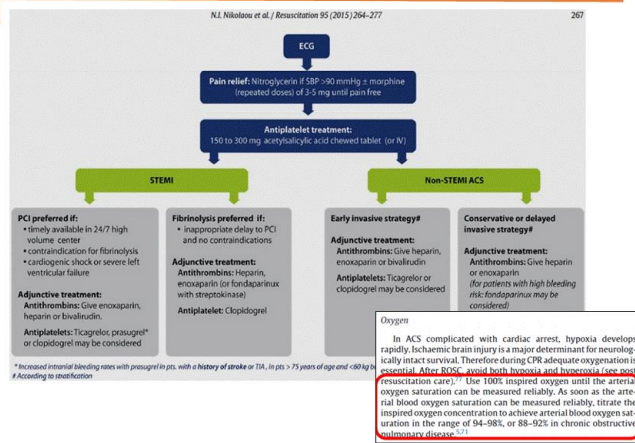 N.I. Nikolaou et al. / Resuscitation 95 (2015) 264–277
267
ECG
Pain relief: Nitroglycerin if SBP >90 mmHg ± morphine
(repeated doses) of 3-5 mg until pain free
Antiplatelet treatment:
150 to 300 mg acetylsalicylic acid chewed tablet (or IV)
STEMI
Non-STEMI ACS
PCI preferred if:
• timely available in 24/7 high
volume center
• contraindication for fibrinolysis
• cardiogenic shock or severe left
ventricular failure
Adjunctive treatment:
Antithrombins: Give enoxaparin,
heparin or bivalirudin.
Antiplatelets: Ticagrelor, prasugrel*
or clopidogrel may be considered
Fibrinolysis preferred if:
• inappropriate delay to PCI
and no contraindications
Adjunctive treatment:
Antithrombins: Heparin,
enoxaparin (or fondaparinux
with streptokinase)
Antiplatelet: Clopidogrel
Early invasive strategy#
Adjunctive treatment:
Antithrombins: Give heparin,
enoxaparin or bivalirudin
Antiplatelets: Ticagrelor or
clopidogrel may be considered
Conservative or delayed
invasive strategy#
Adjunctive treatment:
Antithrombins: Give heparin
or enoxaparin
(for patients with high bleeding
risk: fondaparinux may be
considered)
* Increased intranial bleeding rates with prasugrel in pts. with a history of stroke or TIA, in pts > 75 years of age and <60 kg b
# According to stratification
Oxygen
In ACS complicated with cardiac arrest, hypoxia develops
rapidly. Ischaemic brain injury is a major determinant for neurolog-
ically intact survival. Therefore during CPR adequate oxygenation is
essential. After ROSC, avoid both hypoxia and hyperoxia (see post
resuscitation care).77 Use 100% inspired oxygen until the arterial
oxygen saturation can be measured reliably. As soon as the arte-
rial blood oxygen saturation can be measured reliably, titrate the
inspired oxygen concentration to achieve arterial blood oxygen sat-
uration in the range of 94–98%, or 88–92% in chronic obstructive
pulmonary disease.5,71